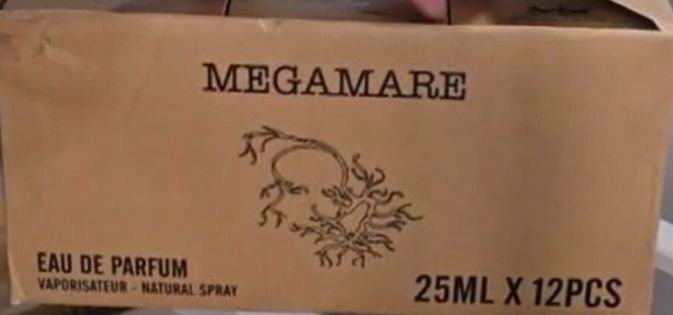 MEGAMARE
EAU DE PARFUM
VAPORISATEUR - NATURAL SPRAY
25ML X 12PCS